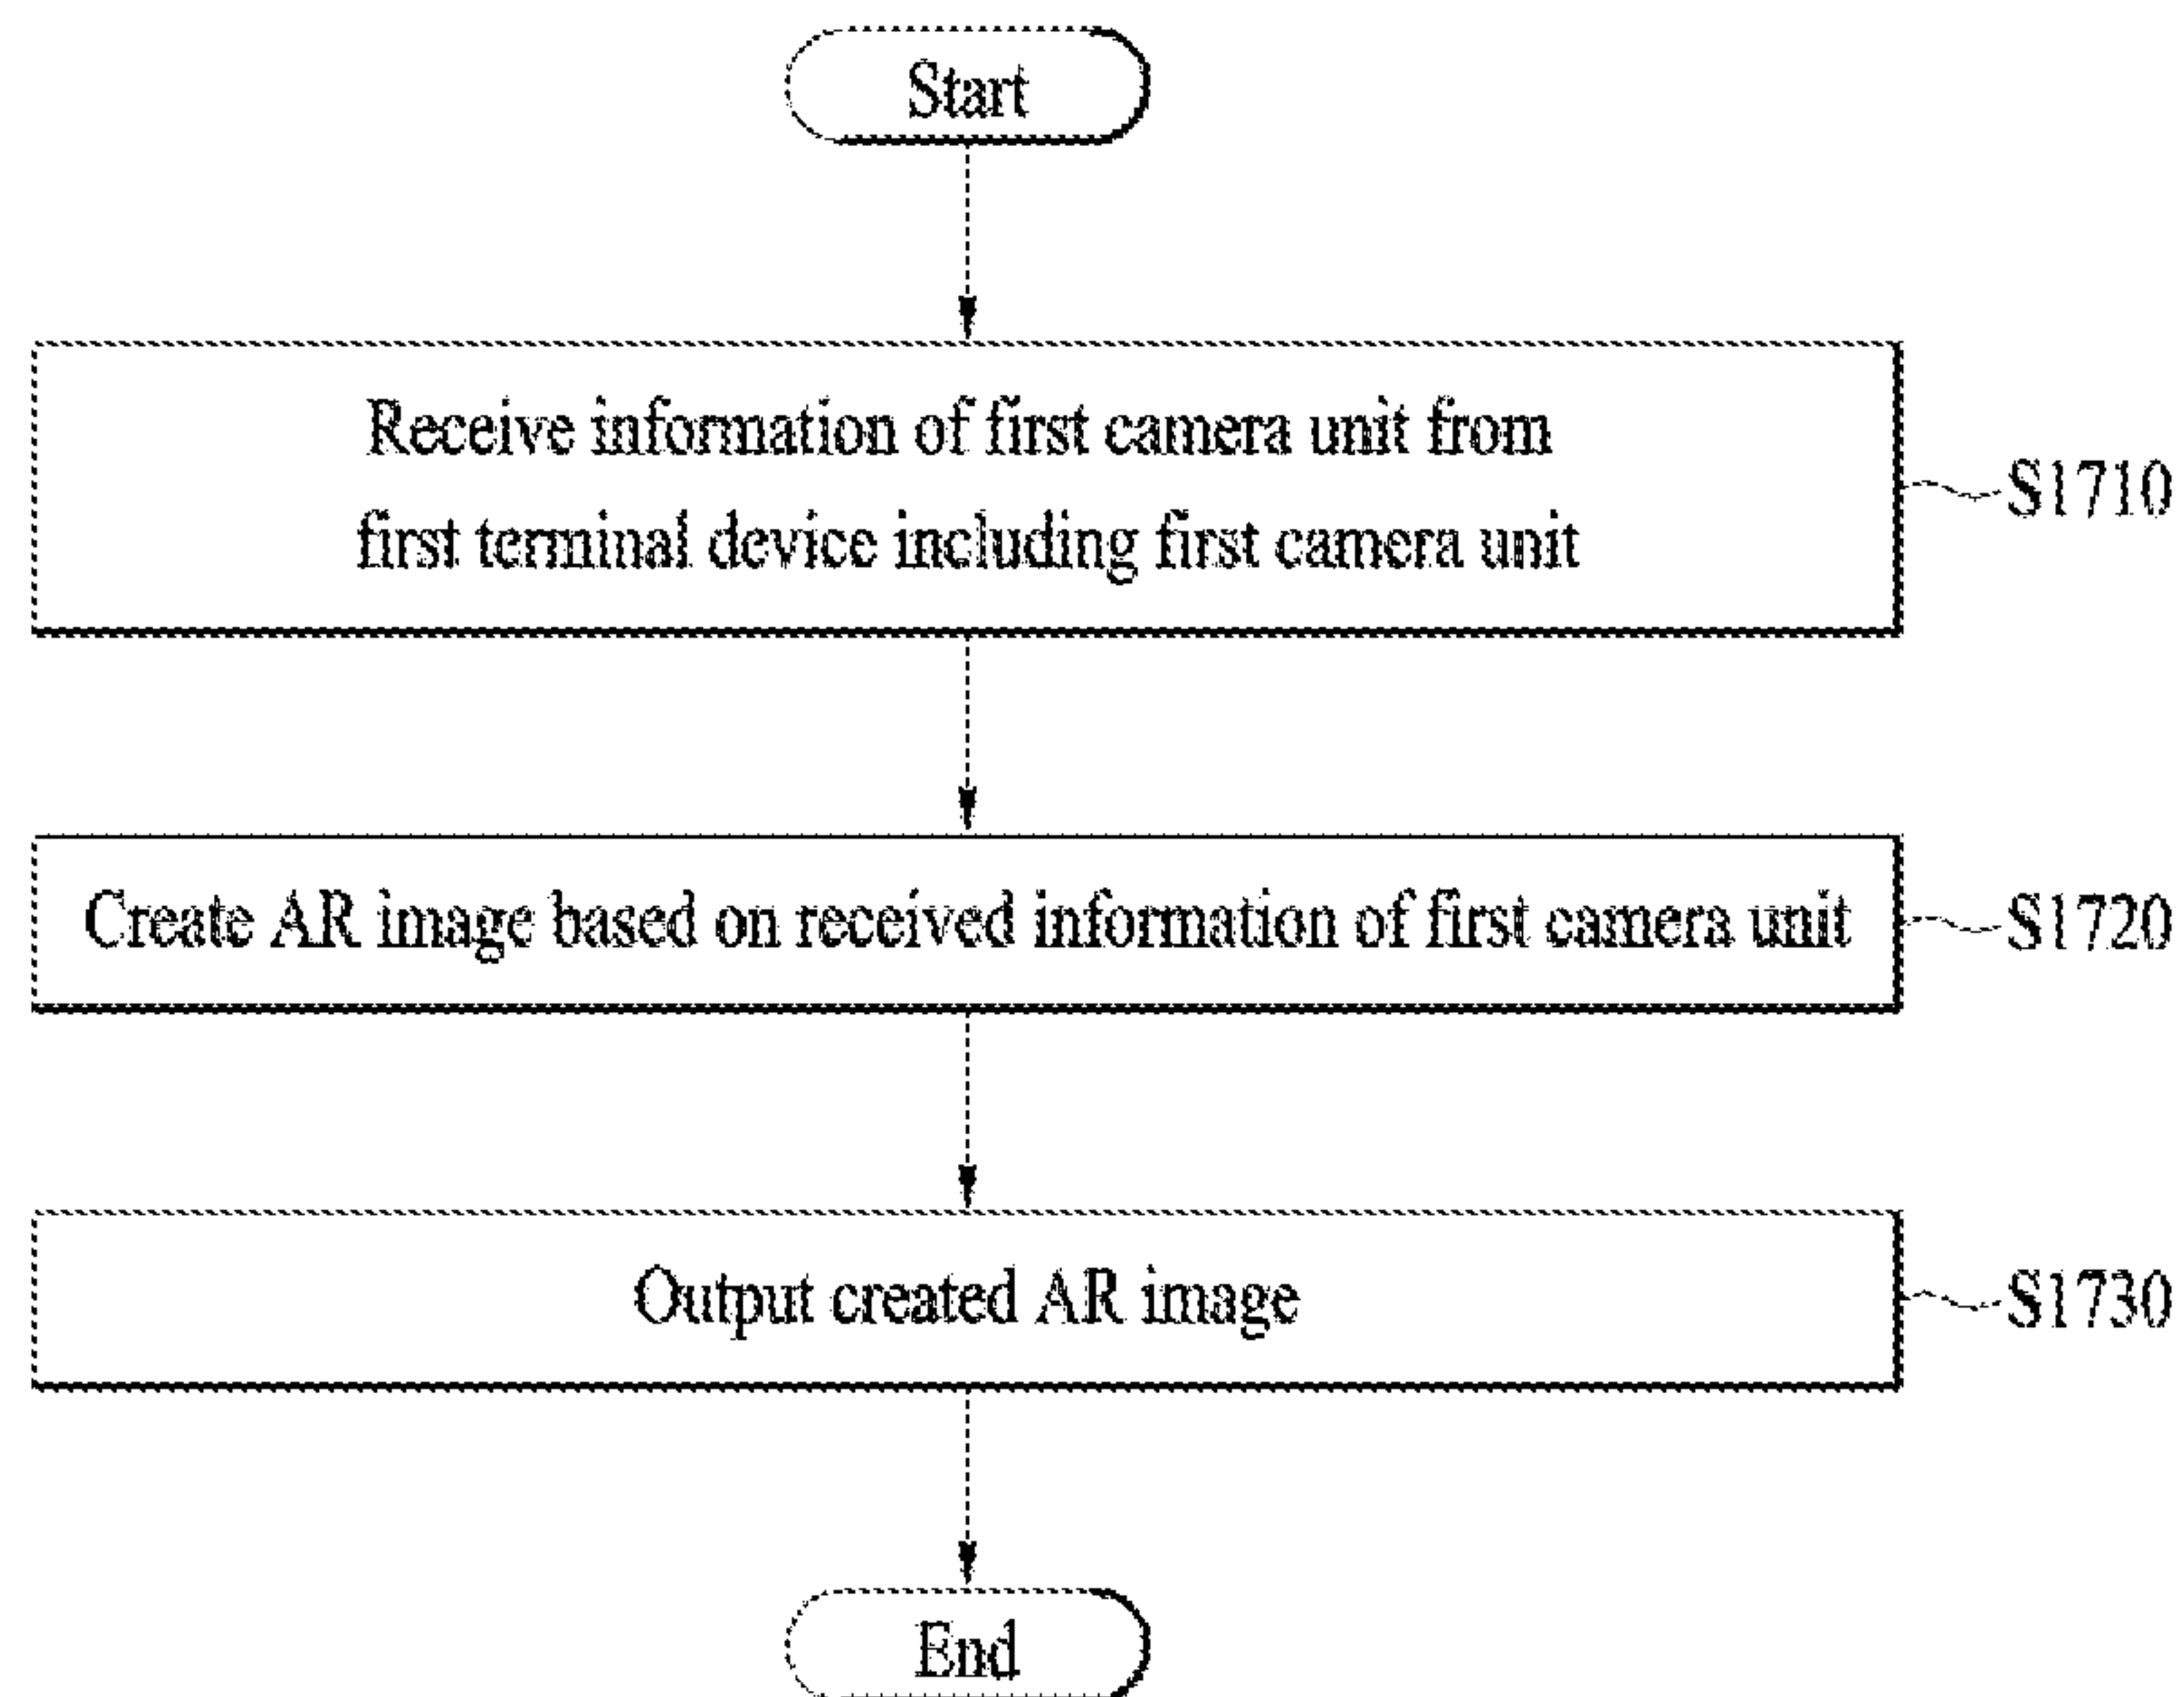 Start
Receive information of first camera unit from
first terminal device including first camera unit
S1710
Create AR image based on received information of first camera unit
S1720
Output created AR image
S1730
End